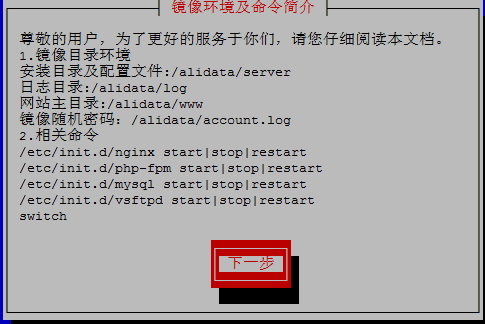 镜像环境及命令简介
尊敬的用户，为了更好的服务于你们，请您仔细阅读本文档。
1.镜像目录环境
安装目录及配置文件:/alidata/server
日志目录:/alidata/log
网站主目录:/alidata/www
镜像随机密码：/alidata/account.log
2.相关命令
/etc/init.d/nginx start|stop|restart
/etc/init.d/php-fpm start|stop|restart
/etc/init.d/mysql start|stop|restart
/etc/init.d/vsftpd start|stop|restart
switch
下一步